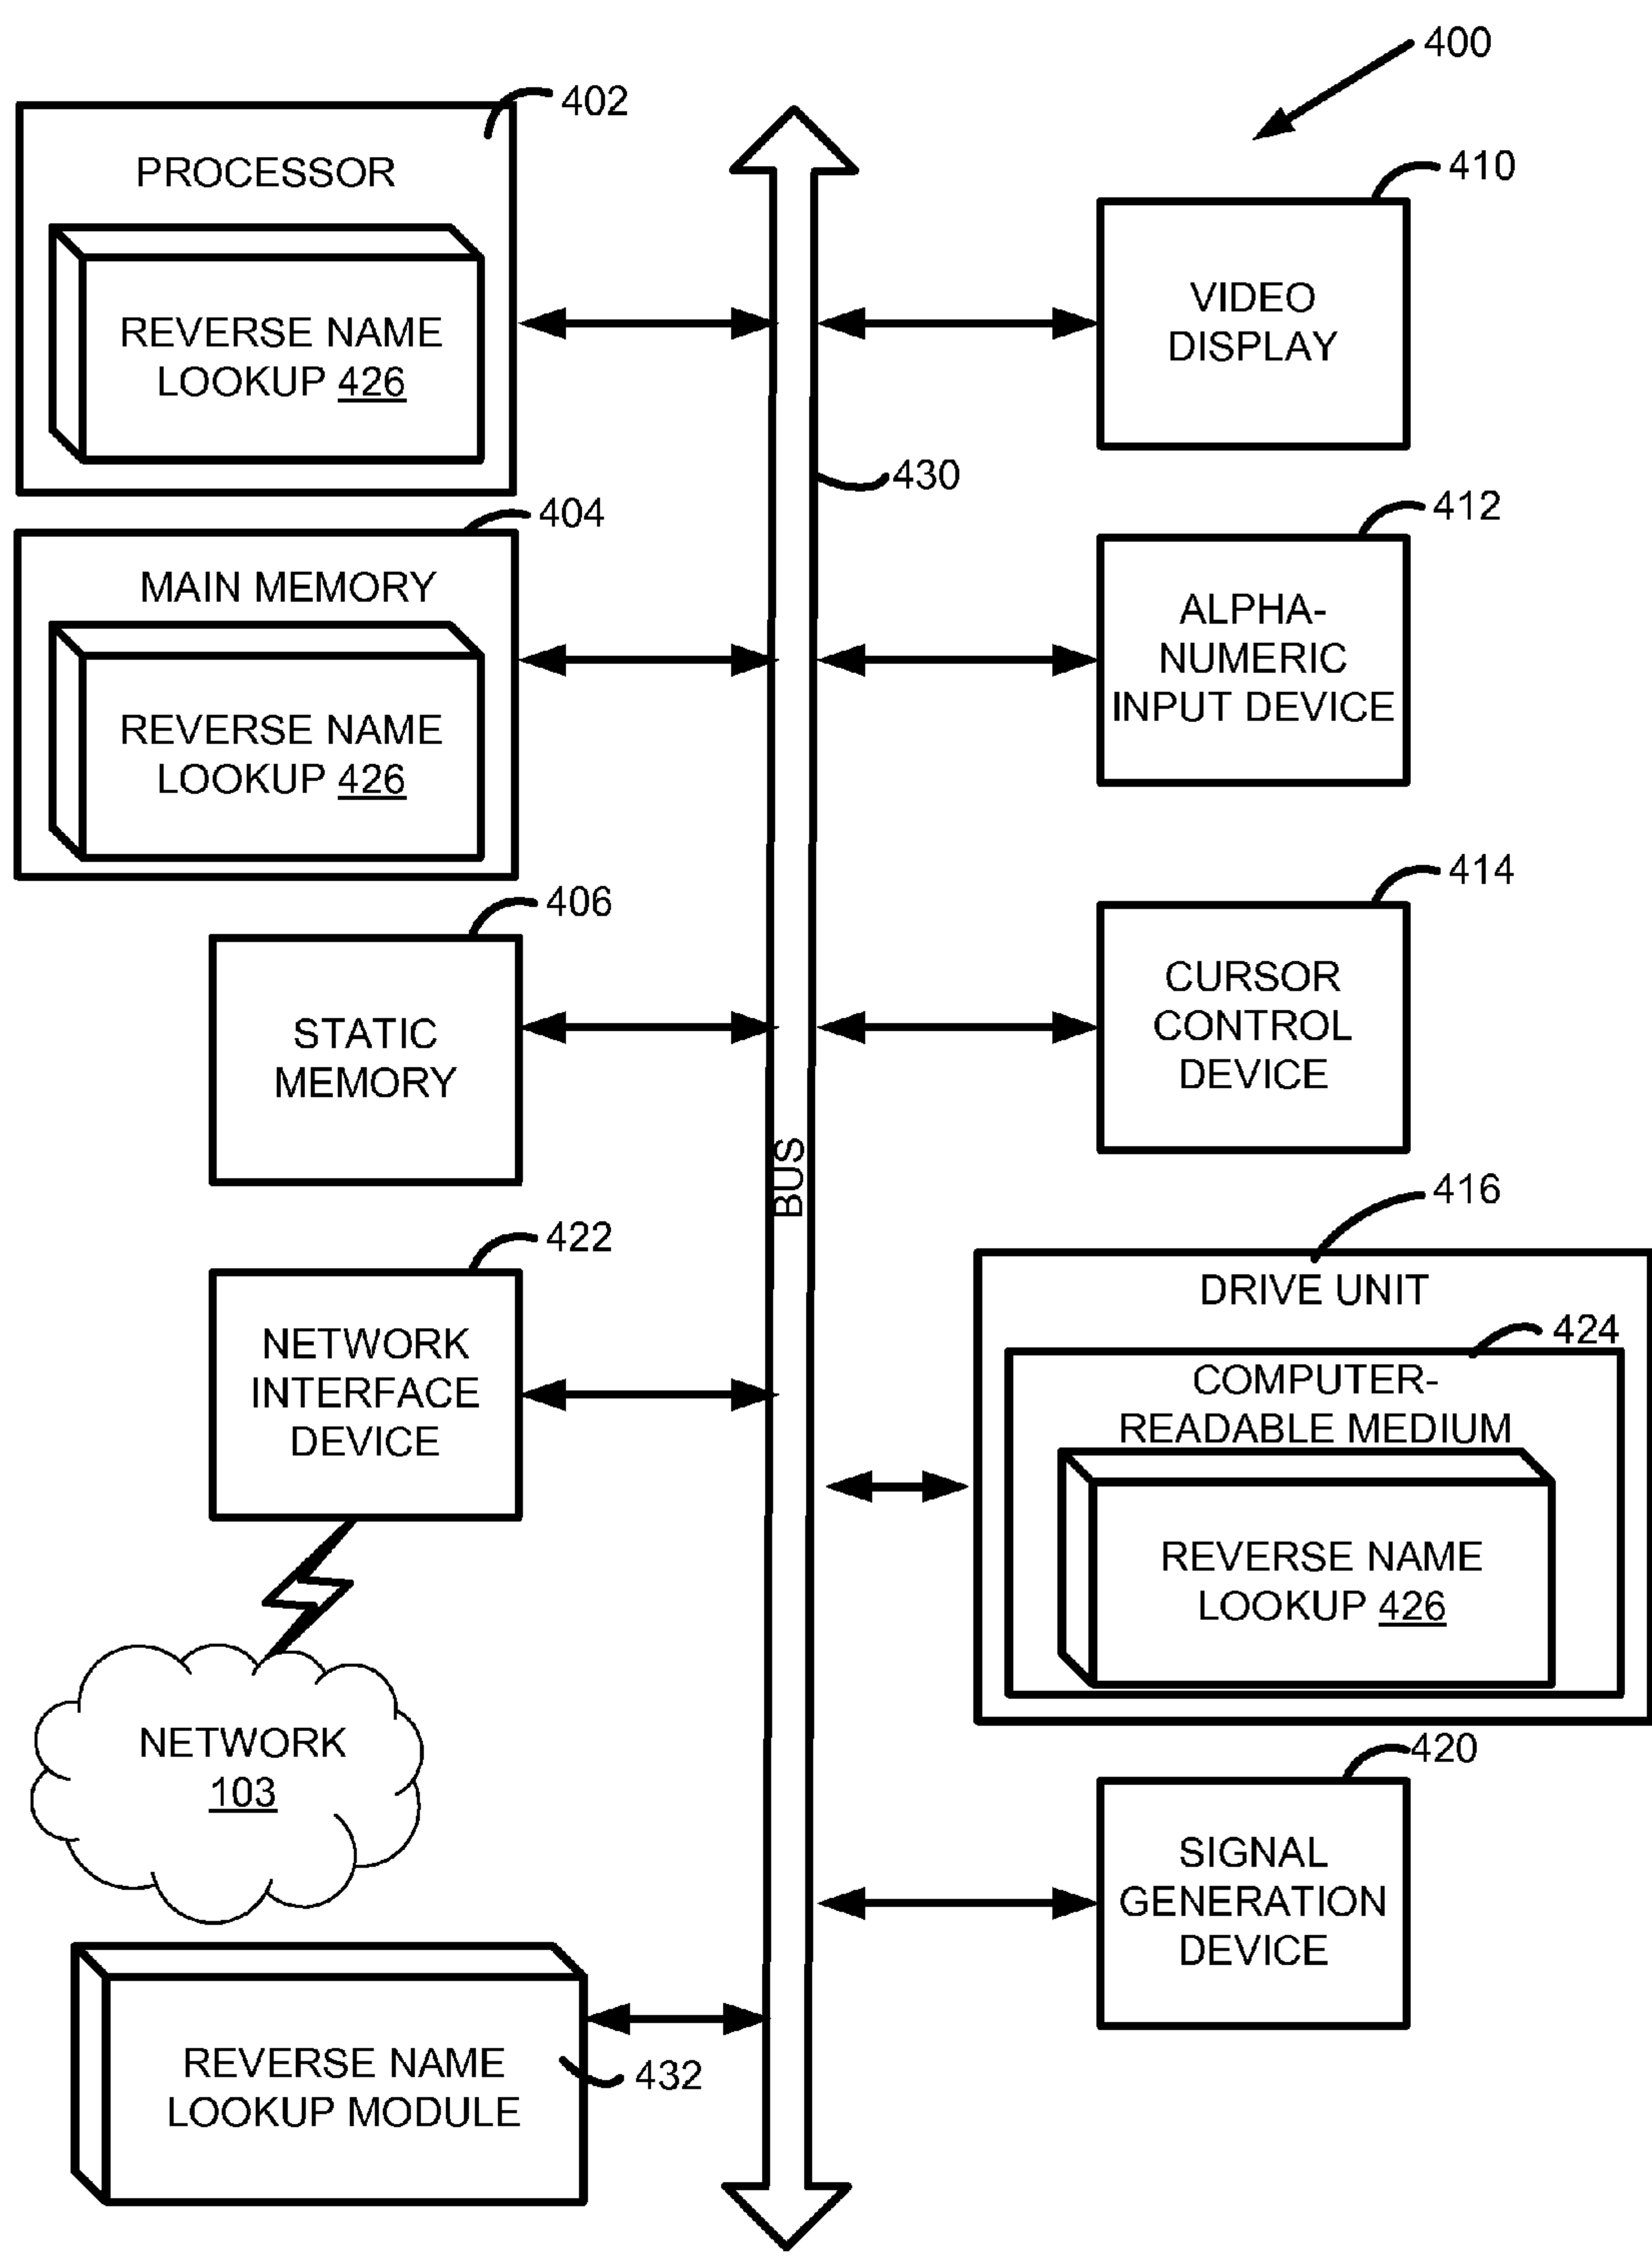 400
402
PROCESSOR
REVERSE NAME
LOOKUP 426
410
VIDEO
DISPLAY
430
404
MAIN MEMORY
REVERSE NAME
LOOKUP 426
412
ALPHA-
NUMERIC
INPUT DEVICE
406
STATIC
MEMORY
414
CURSOR
CONTROL
DEVICE
BUS
422
NETWORK
INTERFACE
DEVICE
416
DRIVE UNIT
424
COMPUTER-
READABLE MEDIUM
REVERSE NAME
LOOKUP 426
NETWORK
103
420
SIGNAL
GENERATION
DEVICE
REVERSE NAME
LOOKUP MODULE
432